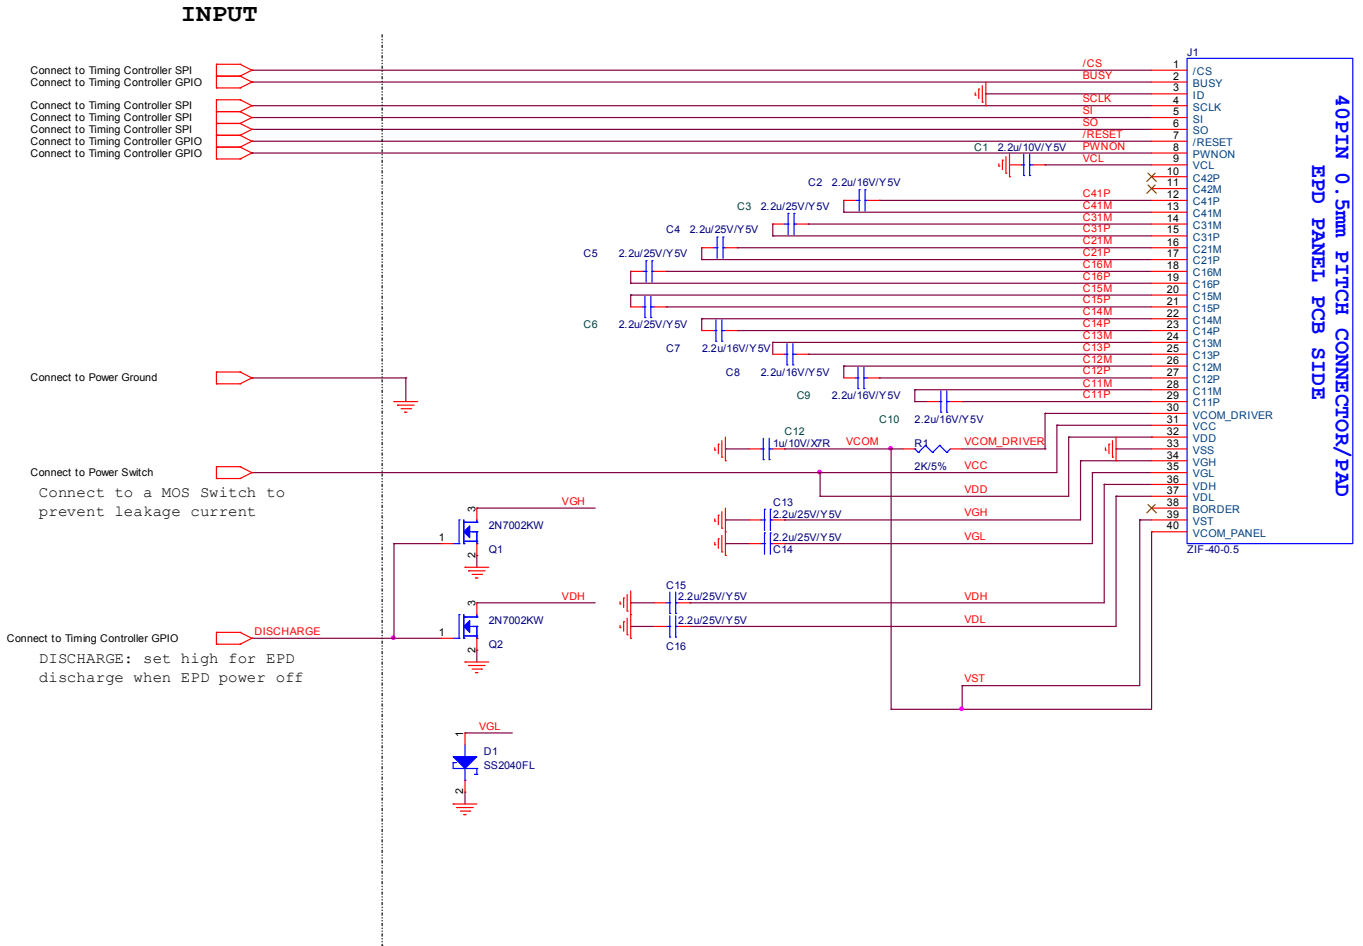 INPUT
J1
Connect to Timing Controller SPI
Connect to Timing Controller GPIO
Connect to Timing Controller SPI
Connect to Timing Controller SPI
Connect to Timing Controller SPI
Connect to Timing Controller GPIO
Connect to Timing Controller GPIO
/CS 1 /CS
BUSY 2 BUSY
3 ID
SCLK 4 SCLK
SI 5 SI
SO 6 SO
/RESET 7 /RESET
PWNON 8 PWNON
C1 2.2u/10V/Y5V
VCL 9 VCL
10 C42P
11 C42M
C2 2.2u/16V/Y5V
C41P 12 C41P
C41M 13 C41M
C3 2.2u/25V/Y5V
C31M 14 C31M
C31P 15 C31P
C4 2.2u/25V/Y5V
C21M 16 C21M
C21P 17 C21P
C5 2.2u/25V/Y5V
C16M 18 C16M
C16P 19 C16P
C15M 20 C15M
C15P 21 C15P
C6 2.2u/25V/Y5V
C14M 22 C14M
C14P 23 C14P
C7 2.2u/16V/Y5V
C13M 24 C13M
C13P 25 C13P
C8 2.2u/16V/Y5V
C12M 26 C12M
C12P 27 C12P
C9 2.2u/16V/Y5V
C11M 28 C11M
C11P 29 C11P
C10 2.2u/16V/Y5V
30 VCOM_DRIVER
31 VCC
32 VDD
33 VSS
34 VGH
35 VGL
36 VDH
37 VDL
38 BORDER
39 VST
40 VCOM_PANEL
ZIF-40-0.5
40PIN 0.5mm PITCH CONNECTOR/PAD
EPD PANEL PCB SIDE
Connect to Power Ground
C12
1u/10V/X7R
VCOM
R1
2K/5%
VCOM_DRIVER
Connect to Power Switch
VCC
VDD
Connect to a MOS Switch to
prevent leakage current
VGH
3
1
2
2N7002KW
Q1
C13
2.2u/25V/Y5V
VGH
2.2u/25V/Y5V
C14
VGL
VDH
3
1
2
2N7002KW
Q2
C15
2.2u/25V/Y5V
VDH
2.2u/25V/Y5V
C16
VDL
Connect to Timing Controller GPIO
DISCHARGE
DISCHARGE: set high for EPD
discharge when EPD power off
VST
VGL
1
D1
SS2040FL
2